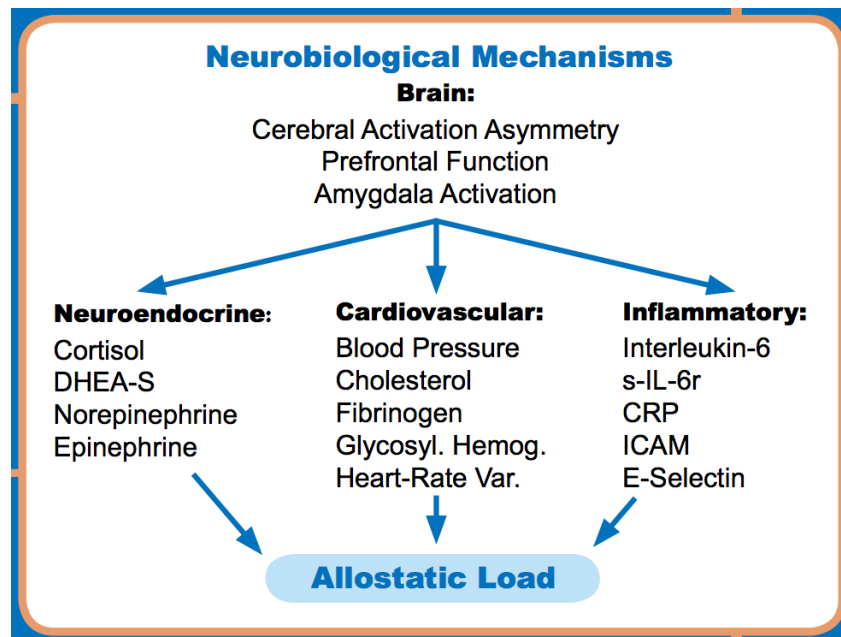 Neurobiological Mechanisms
Brain:
Cerebral Activation Asymmetry
Prefrontal Function
Amygdala Activation
Neuroendocrine:
Cortisol
DHEA-S
Norepinephrine
Epinephrine
Cardiovascular:
Blood Pressure
Cholesterol
Fibrinogen
Glycosyl. Hemog.
Heart-Rate Var.
Inflammatory:
Interleukin-6
s-IL-6r
CRP
ICAM
E-Selectin
Allostatic Load